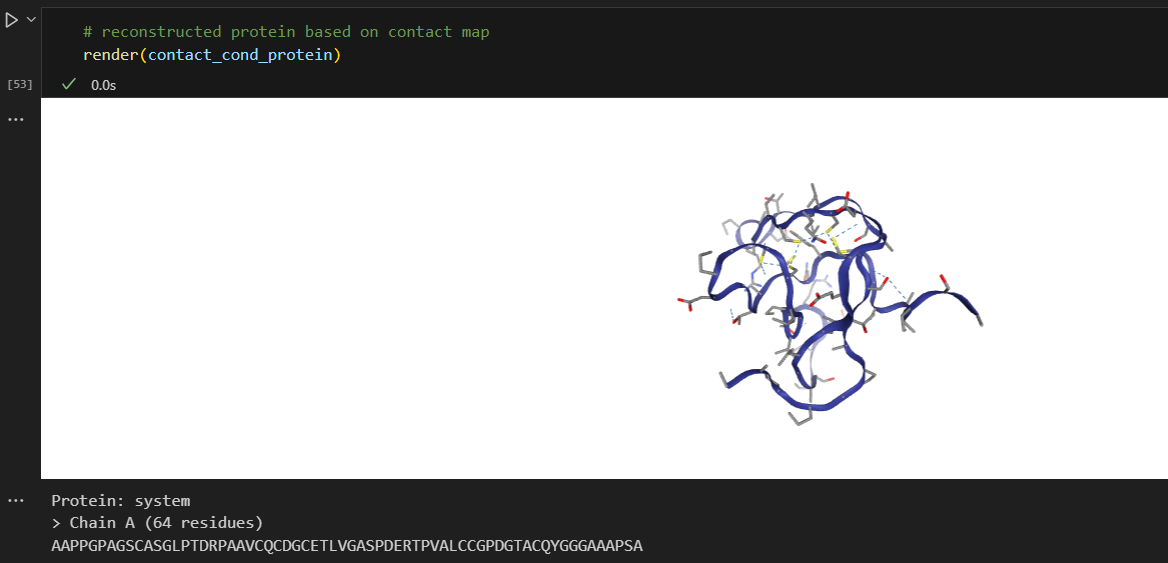 # reconstructed protein based on contact map
render(contact_cond_protein)
[53]
0.0s
Protein: system
> Chain A (64 residues)
AAPPGPAGSCASGLPTDRPAAVCQCDGCETLVGASPDERTPVALCCGPDGTACQYGGGAAAPSA